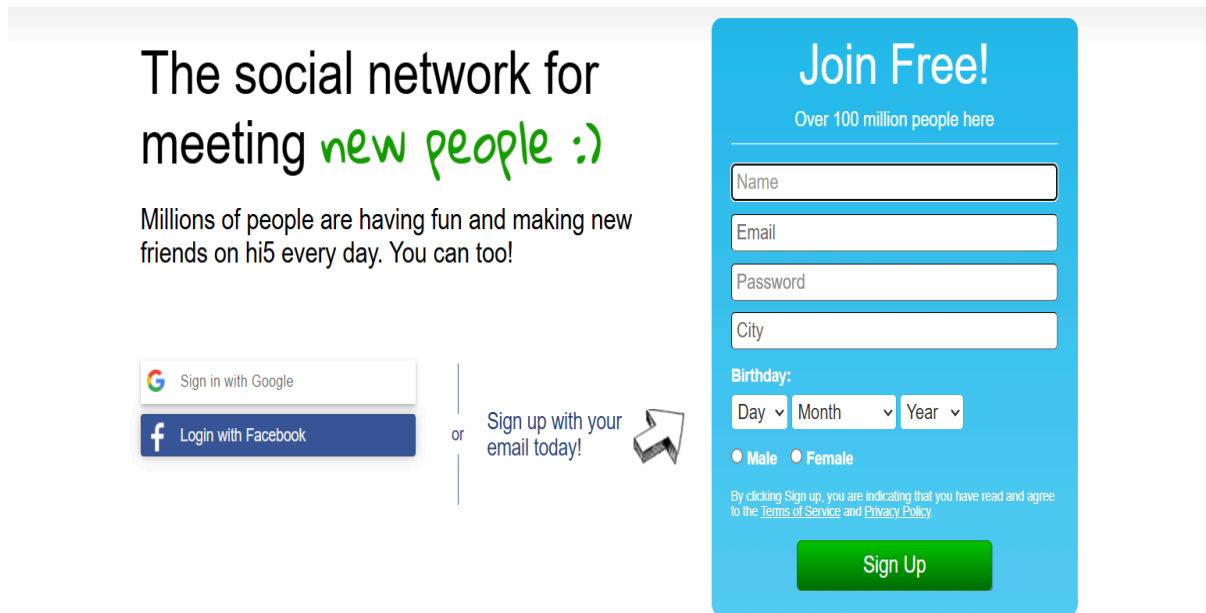 The social network for
meeting new people :)
Millions of people are having fun and making new
friends on hi5 every day. You can too!
Sign in with Google
Login with Facebook
or
Sign up with your
email today!
Join Free!
Over 100 million people here
Name
Email
Password
City
Birthday:
Day Month Year
Male Female
By clicking Sign up, you are indicating that you have read and agree
to the Terms of Service and Privacy Policy.
Sign Up